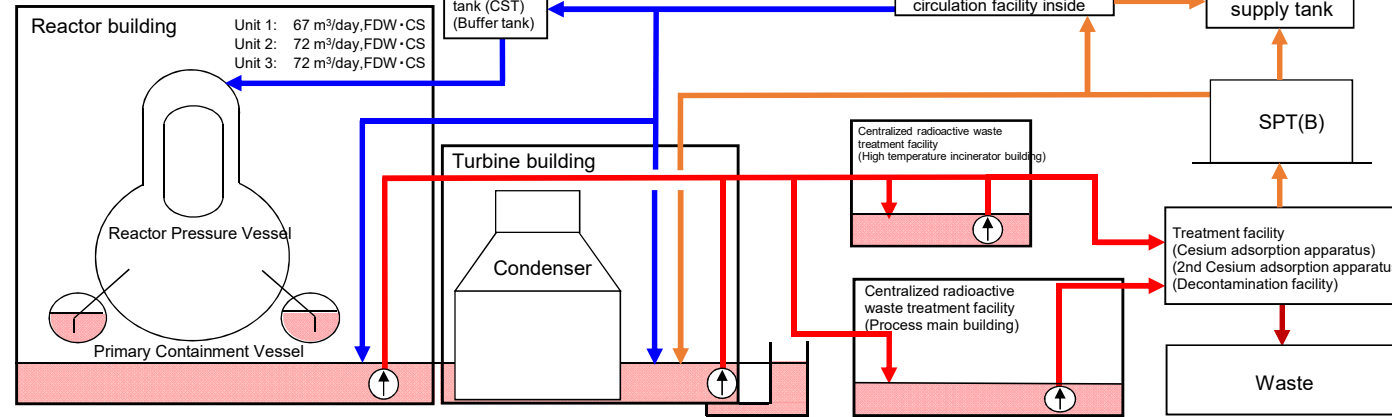 tank (CST)
(Buffer tank)
circulation facility inside
supply tank
Reactor building
Unit 1: 67 m³/day,FDW・CS
Unit 2: 72 m³/day,FDW・CS
Unit 3: 72 m³/day,FDW・CS
SPT(B)
Centralized radioactive waste
treatment facility
(High temperature incinerator building)
Turbine building
Reactor Pressure Vessel
Condenser
Treatment facility
(Cesium adsorption apparatus)
(2nd Cesium adsorption apparatus
(Decontamination facility)
Centralized radioactive
waste treatment facility
(Process main building)
Primary Containment Vessel
Waste